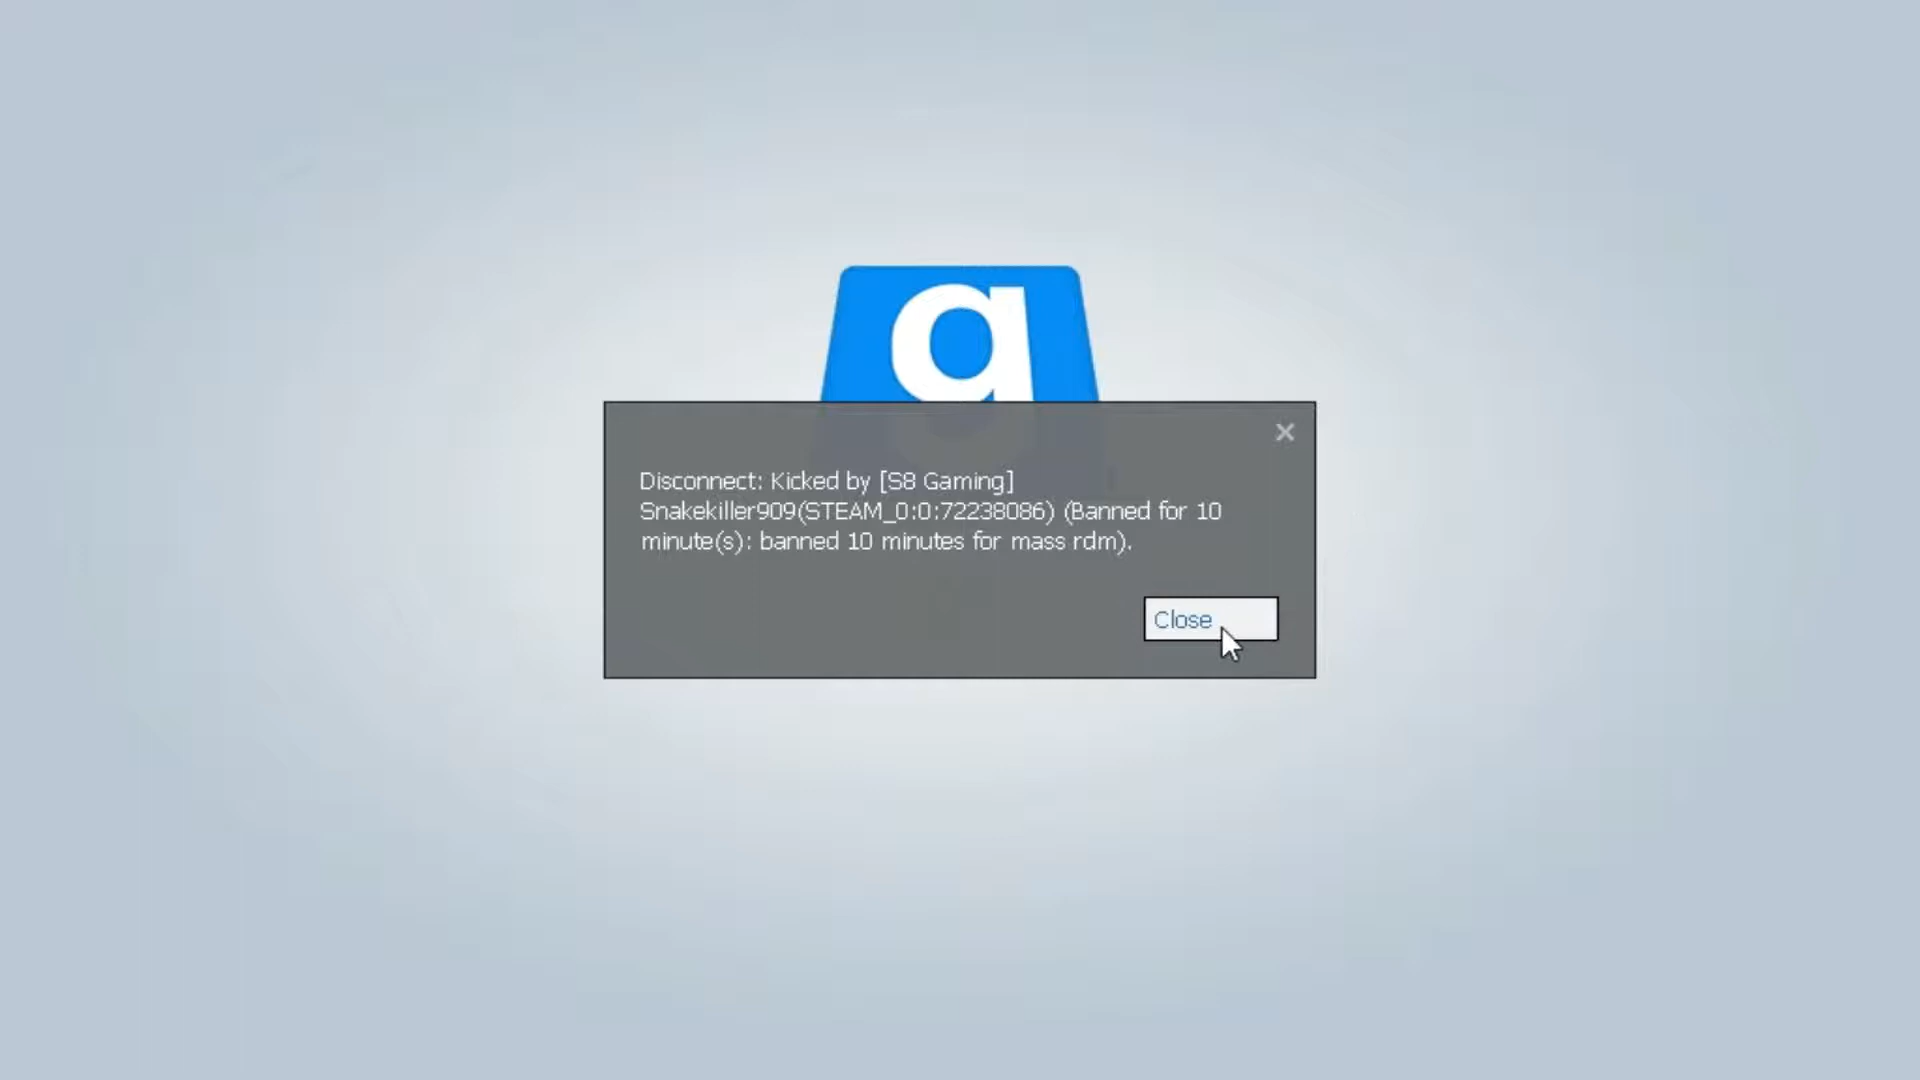 g
Disconnect: Kicked by [S8 Gaming]
Snakekiller909(STEAM_0:0:72238086) (Banned for 10
minute(s): banned 10 minutes for mass rdm).
Close